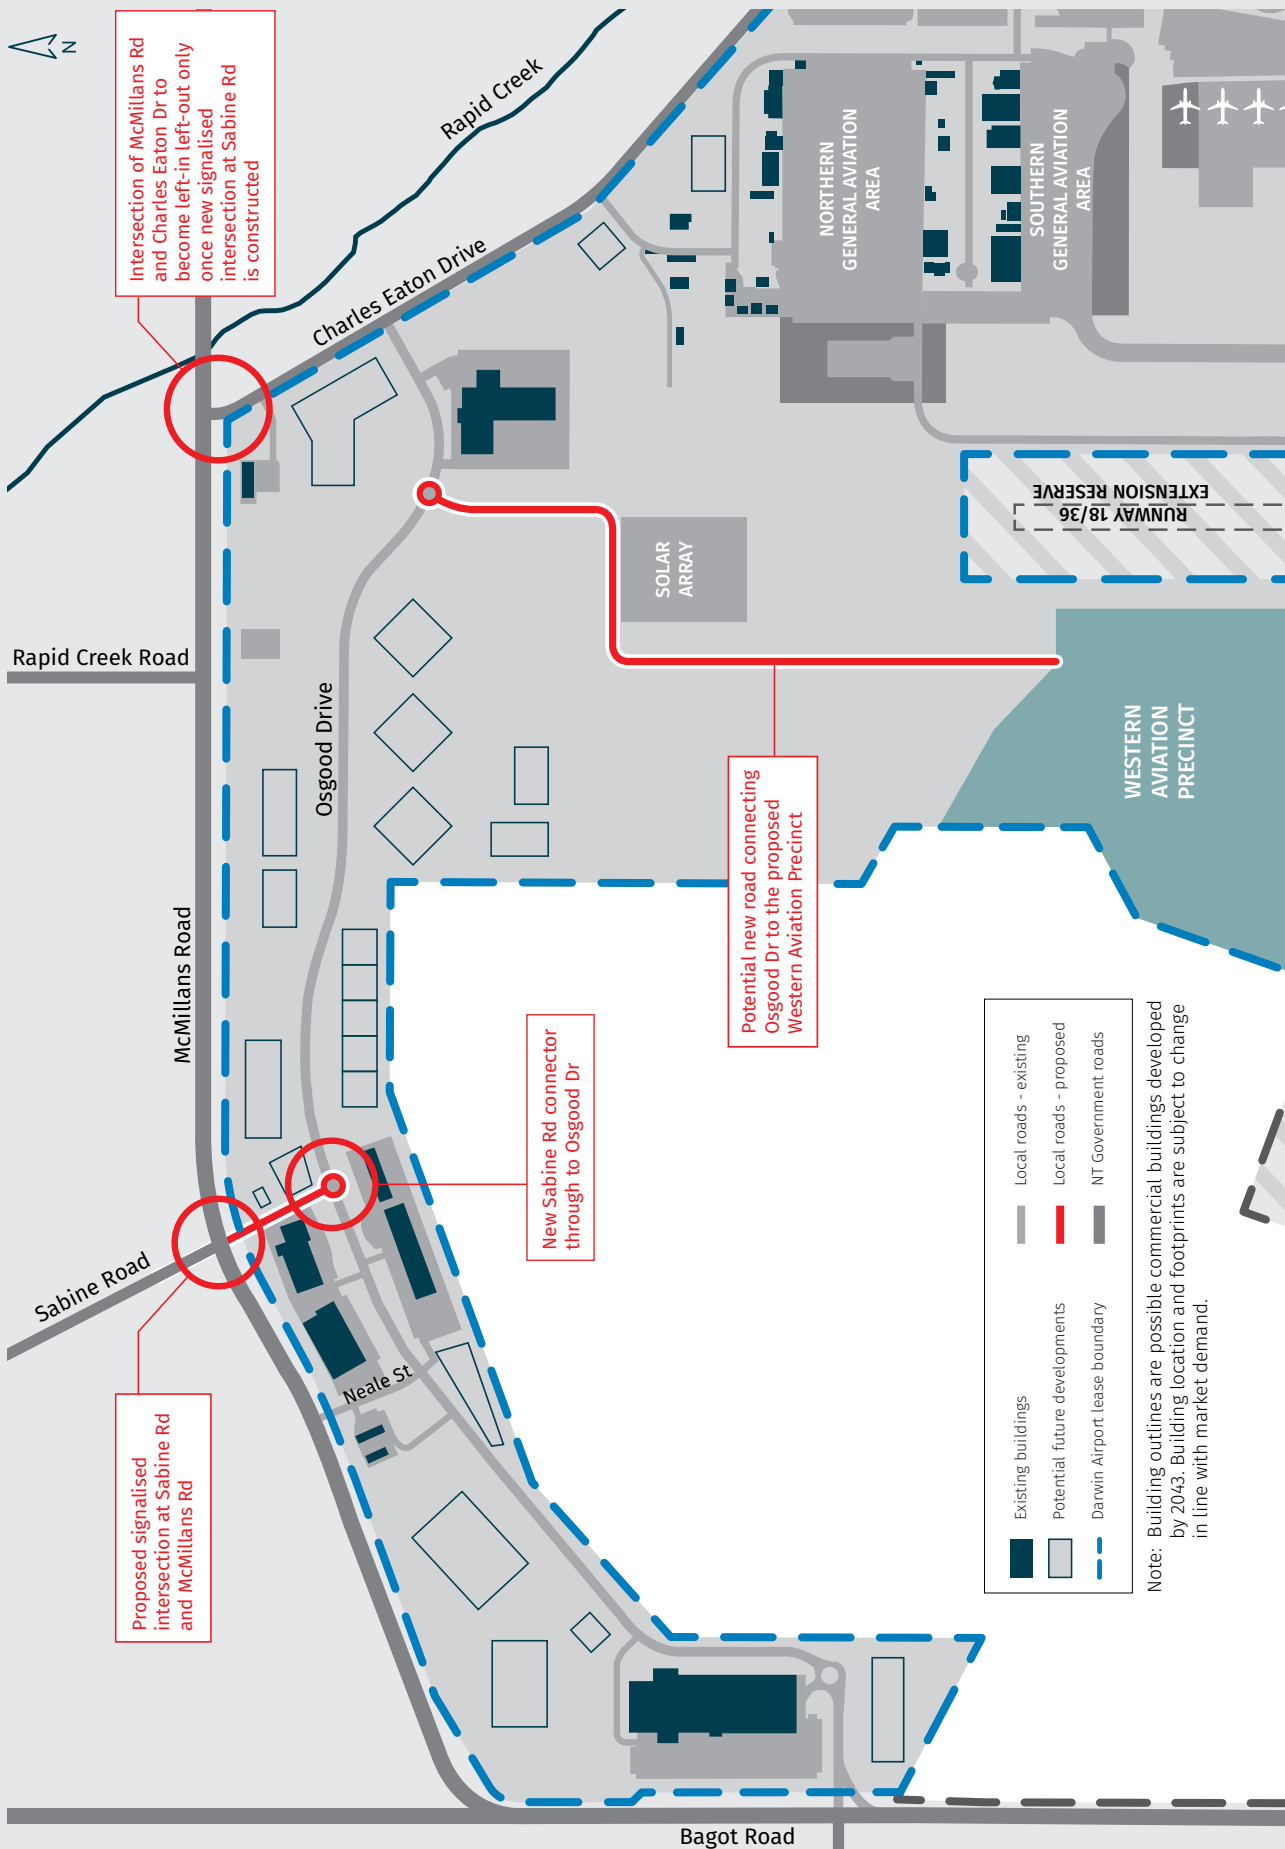 Proposed signalised
intersection at Sabine Rd
and McMillans Rd
Intersection of McMillans Rd
and Charles Eaton Dr to
become left-in left-out only
once new signalised
intersection at Sabine Rd
is constructed
N
Sabine Road
McMillans Road
Rapid Creek Road
Rapid Creek
Charles Eaton Drive
Osgood Drive
Neale St
Bagot Road
New Sabine Rd connector
through to Osgood Dr
Potential new road connecting
Osgood Dr to the proposed
Western Aviation Precinct
SOLAR
ARRAY
NORTHERN
GENERAL AVIATION
AREA
SOUTHERN
GENERAL AVIATION
AREA
RUNWAY 18/36
EXTENSION RESERVE
WESTERN
AVIATION
PRECINCT
Existing buildings
Potential future developments
Darwin Airport lease boundary
Local roads - existing
Local roads - proposed
NT Government roads
Note: Building outlines are possible commercial buildings developed
by 2043. Building location and footprints are subject to change
in line with market demand.